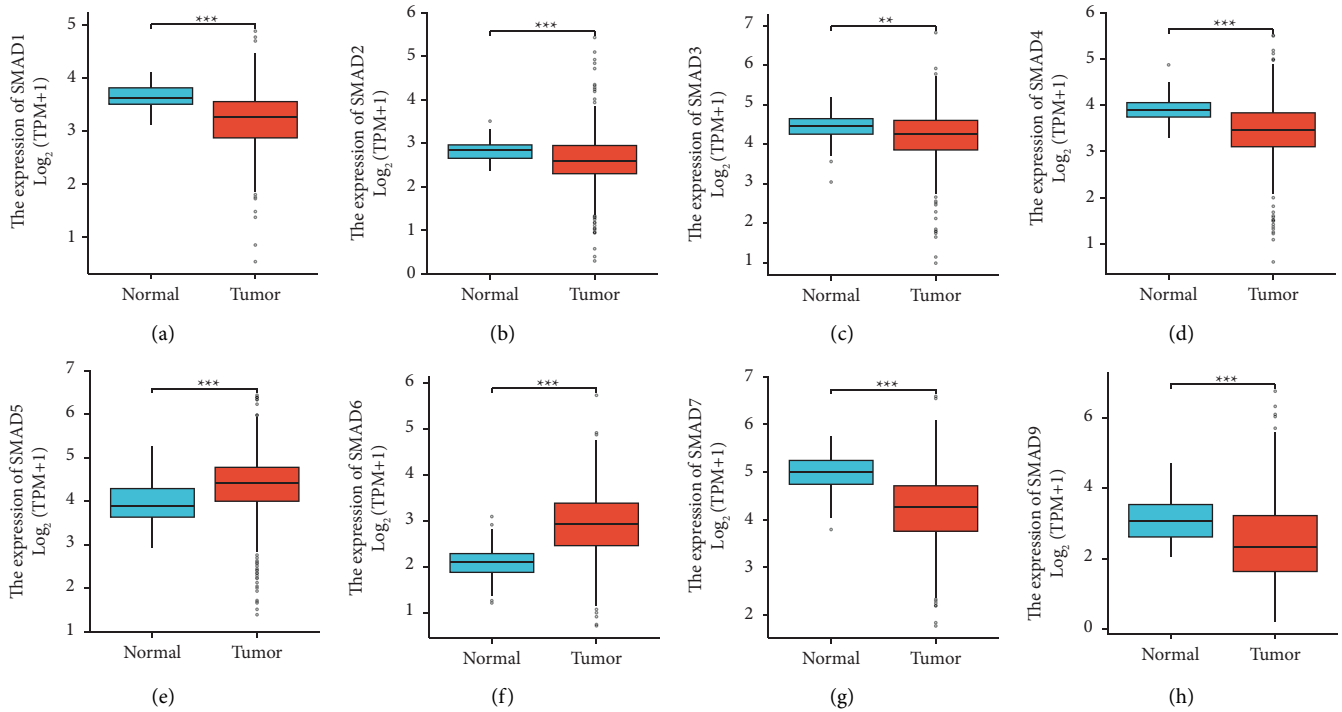 The expression of SMAD1
Log₂ (TPM+1)
5
4
3
2
1
***
Normal
Tumor
(a)
The expression of SMAD2
Log₂ (TPM+1)
6
5
4
3
2
1
0
***
Normal
Tumor
(b)
The expression of SMAD3
Log₂ (TPM+1)
7
6
5
4
3
2
1
**
Normal
Tumor
(c)
The expression of SMAD4
Log₂ (TPM+1)
6
5
4
3
2
1
***
Normal
Tumor
(d)
The expression of SMAD5
Log₂ (TPM+1)
7
6
5
4
3
2
1
***
Normal
Tumor
(e)
The expression of SMAD6
Log₂ (TPM+1)
6
5
4
3
2
1
***
Normal
Tumor
(f)
The expression of SMAD7
Log₂ (TPM+1)
7
6
5
4
3
2
***
Normal
Tumor
(g)
The expression of SMAD9
Log₂ (TPM+1)
6
4
2
0
***
Normal
Tumor
(h)